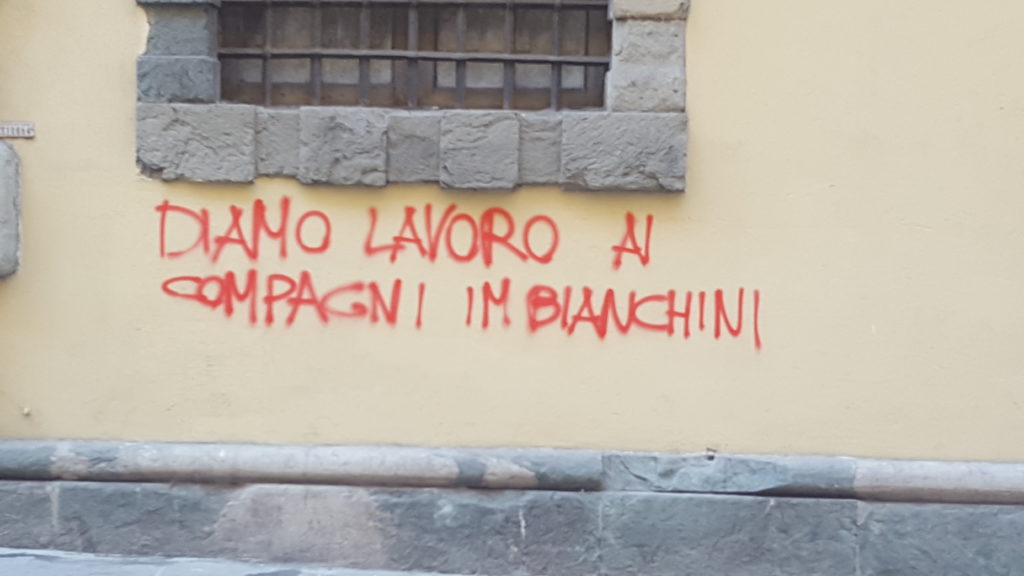 DIAMO LAVORO AI
COMPAGNI IMBIANCHINI